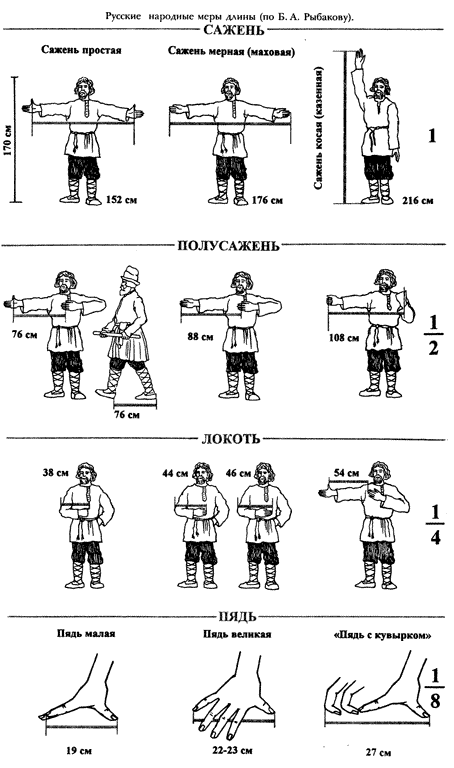 Русские народные меры длины (по Б. А. Рыбакову).
САЖЕНЬ
Сажень простая
Сажень мерная (маховая)
Сажень косая (казенная)
170 см
152 см
176 см
216 см
1
ПОЛУСАЖЕНЬ
76 см
76 см
88 см
108 см
1
2
ЛОКОТЬ
38 см
44 см
46 см
54 см
1
4
ПЯДЬ
Пядь малая
Пядь великая
«Пядь с кувырком»
19 см
22-23 см
27 см
1
8